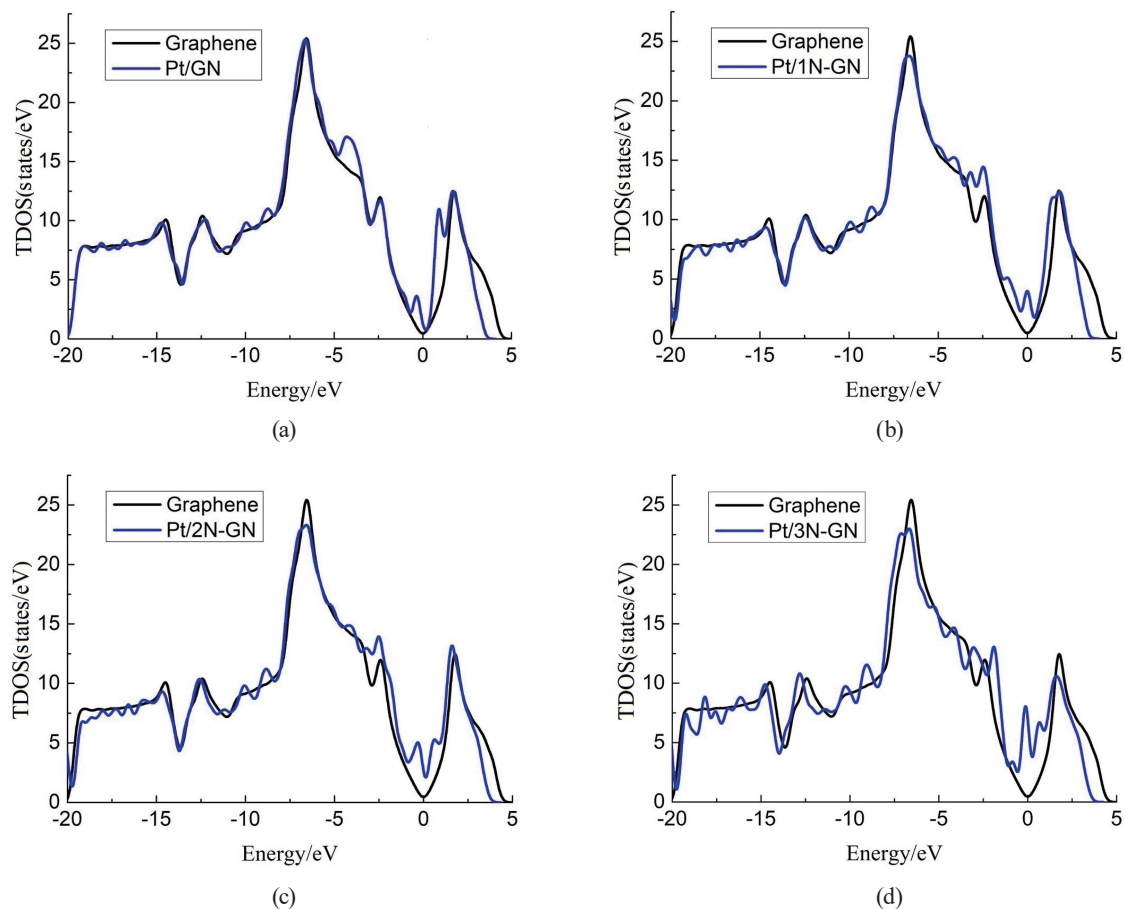 Graphene
Pt/GN
TDOS(states/eV)
25
20
15
10
5
0
-20 -15 -10 -5 0 5
Energy/eV
(a)
Graphene
Pt/1N-GN
TDOS(states/eV)
25
20
15
10
5
0
-20 -15 -10 -5 0 5
Energy/eV
(b)
Graphene
Pt/2N-GN
TDOS(states/eV)
25
20
15
10
5
0
-20 -15 -10 -5 0 5
Energy/eV
(c)
Graphene
Pt/3N-GN
TDOS(states/eV)
25
20
15
10
5
0
-20 -15 -10 -5 0 5
Energy/eV
(d)